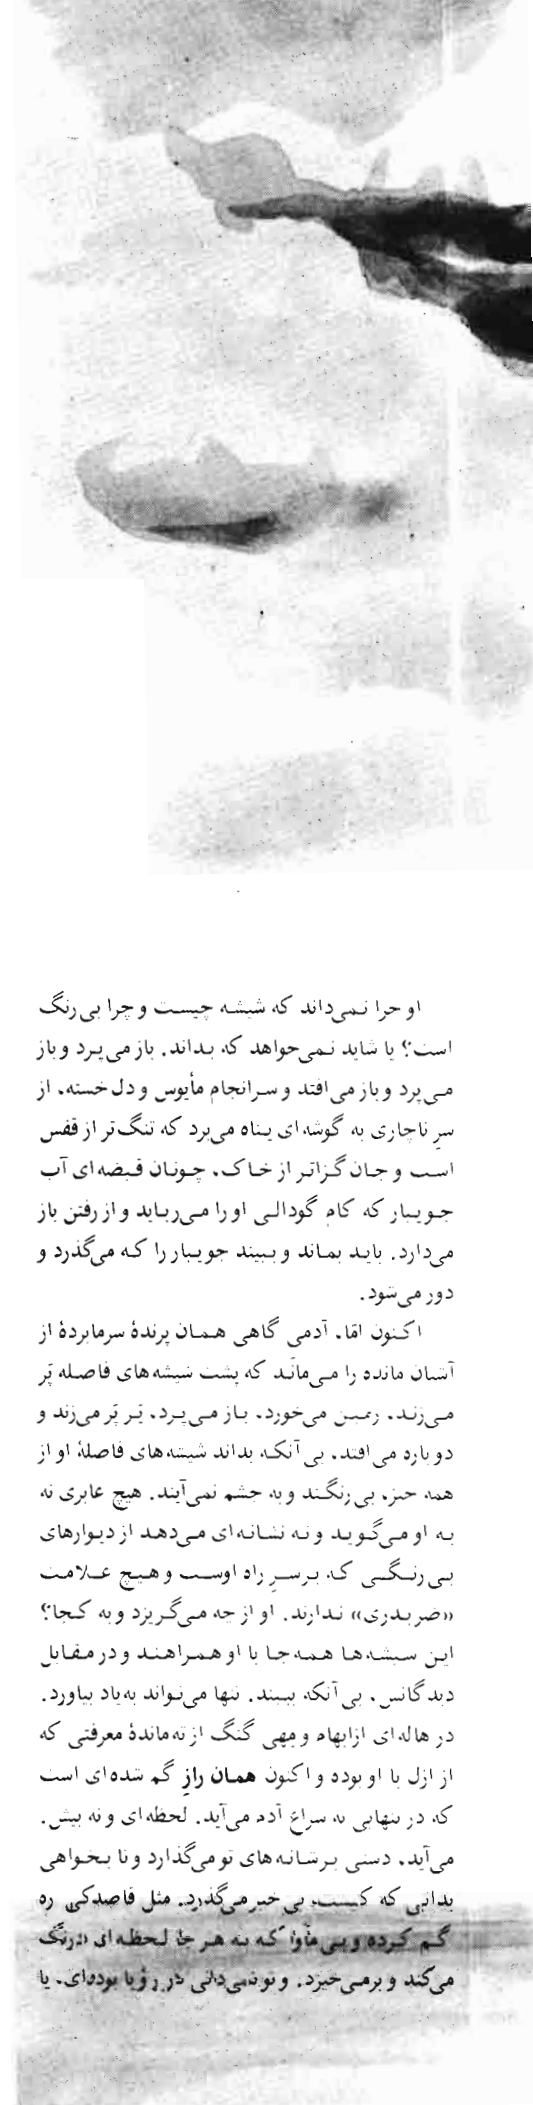 او چرا نمی‌داند که شیشه چیست و چرا بی‌رنگ
است؟ یا شاید نمی‌خواهد که بداند. باز می‌پرد و باز
می‌پرد و باز می‌افتد و سرانجام مأیوس و دل خسته، از
سرِ ناچاری به گوشه‌ای پناه می‌برد که تنگ‌تر از قفس
است و جان‌گزاتر از خاک، چونان قبضه‌ای آب
جویبار که کام گودالی او را می‌رباید و از رفتن باز
می‌دارد. باید بماند و ببیند جویبار را که می‌گذرد و
دور می‌شود.
اکنون امّا، آدمی گاهی همان پرندهٔ سرمابردهٔ از
آشیان مانده را می‌مانَد که پشت شیشه‌های فاصله پَر
می‌زند. زمین می‌خورد. باز می‌پرد، پَر پَر می‌زند و
دوباره می‌افتد، بی‌آنکه بداند شیشه‌های فاصلهٔ او از
همه چیز، بی‌رنگند و به چشم نمی‌آیند. هیچ عابری نه
به او می‌گوید و نه نشانه‌ای می‌دهد از دیوارهای
بی‌رنگی که بر سرِ راه اوست و هیچ علامت
«ضربدری» ندارند. او از چه می‌گریزد و به کجا؟
این شیشه‌ها همه‌جا با او همراهند و در مقابل
دیدگانش، بی‌آنکه ببیند. تنها می‌تواند به یاد بیاورد.
در هاله‌ای از ابهام و مِهی گنگ از ته‌ماندهٔ معرفتی که
از ازل با او بوده و اکنون همان رازِ گم شده‌ای است
که در تنهایی به سراغ آدم می‌آید. لحظه‌ای و نه بیش.
می‌آید، دستی بر شانه‌های تو می‌گذارد و تا بخواهی
بدانی که کیست، بی‌خبر می‌گذرد. مثل قاصدکی ره
گم کرده و بی‌مأوا که به هر جا لحظه‌ای درنگ
می‌کند و برمی‌خیزد. و تو نمی‌دانی در رؤیا بوده‌ای، یا